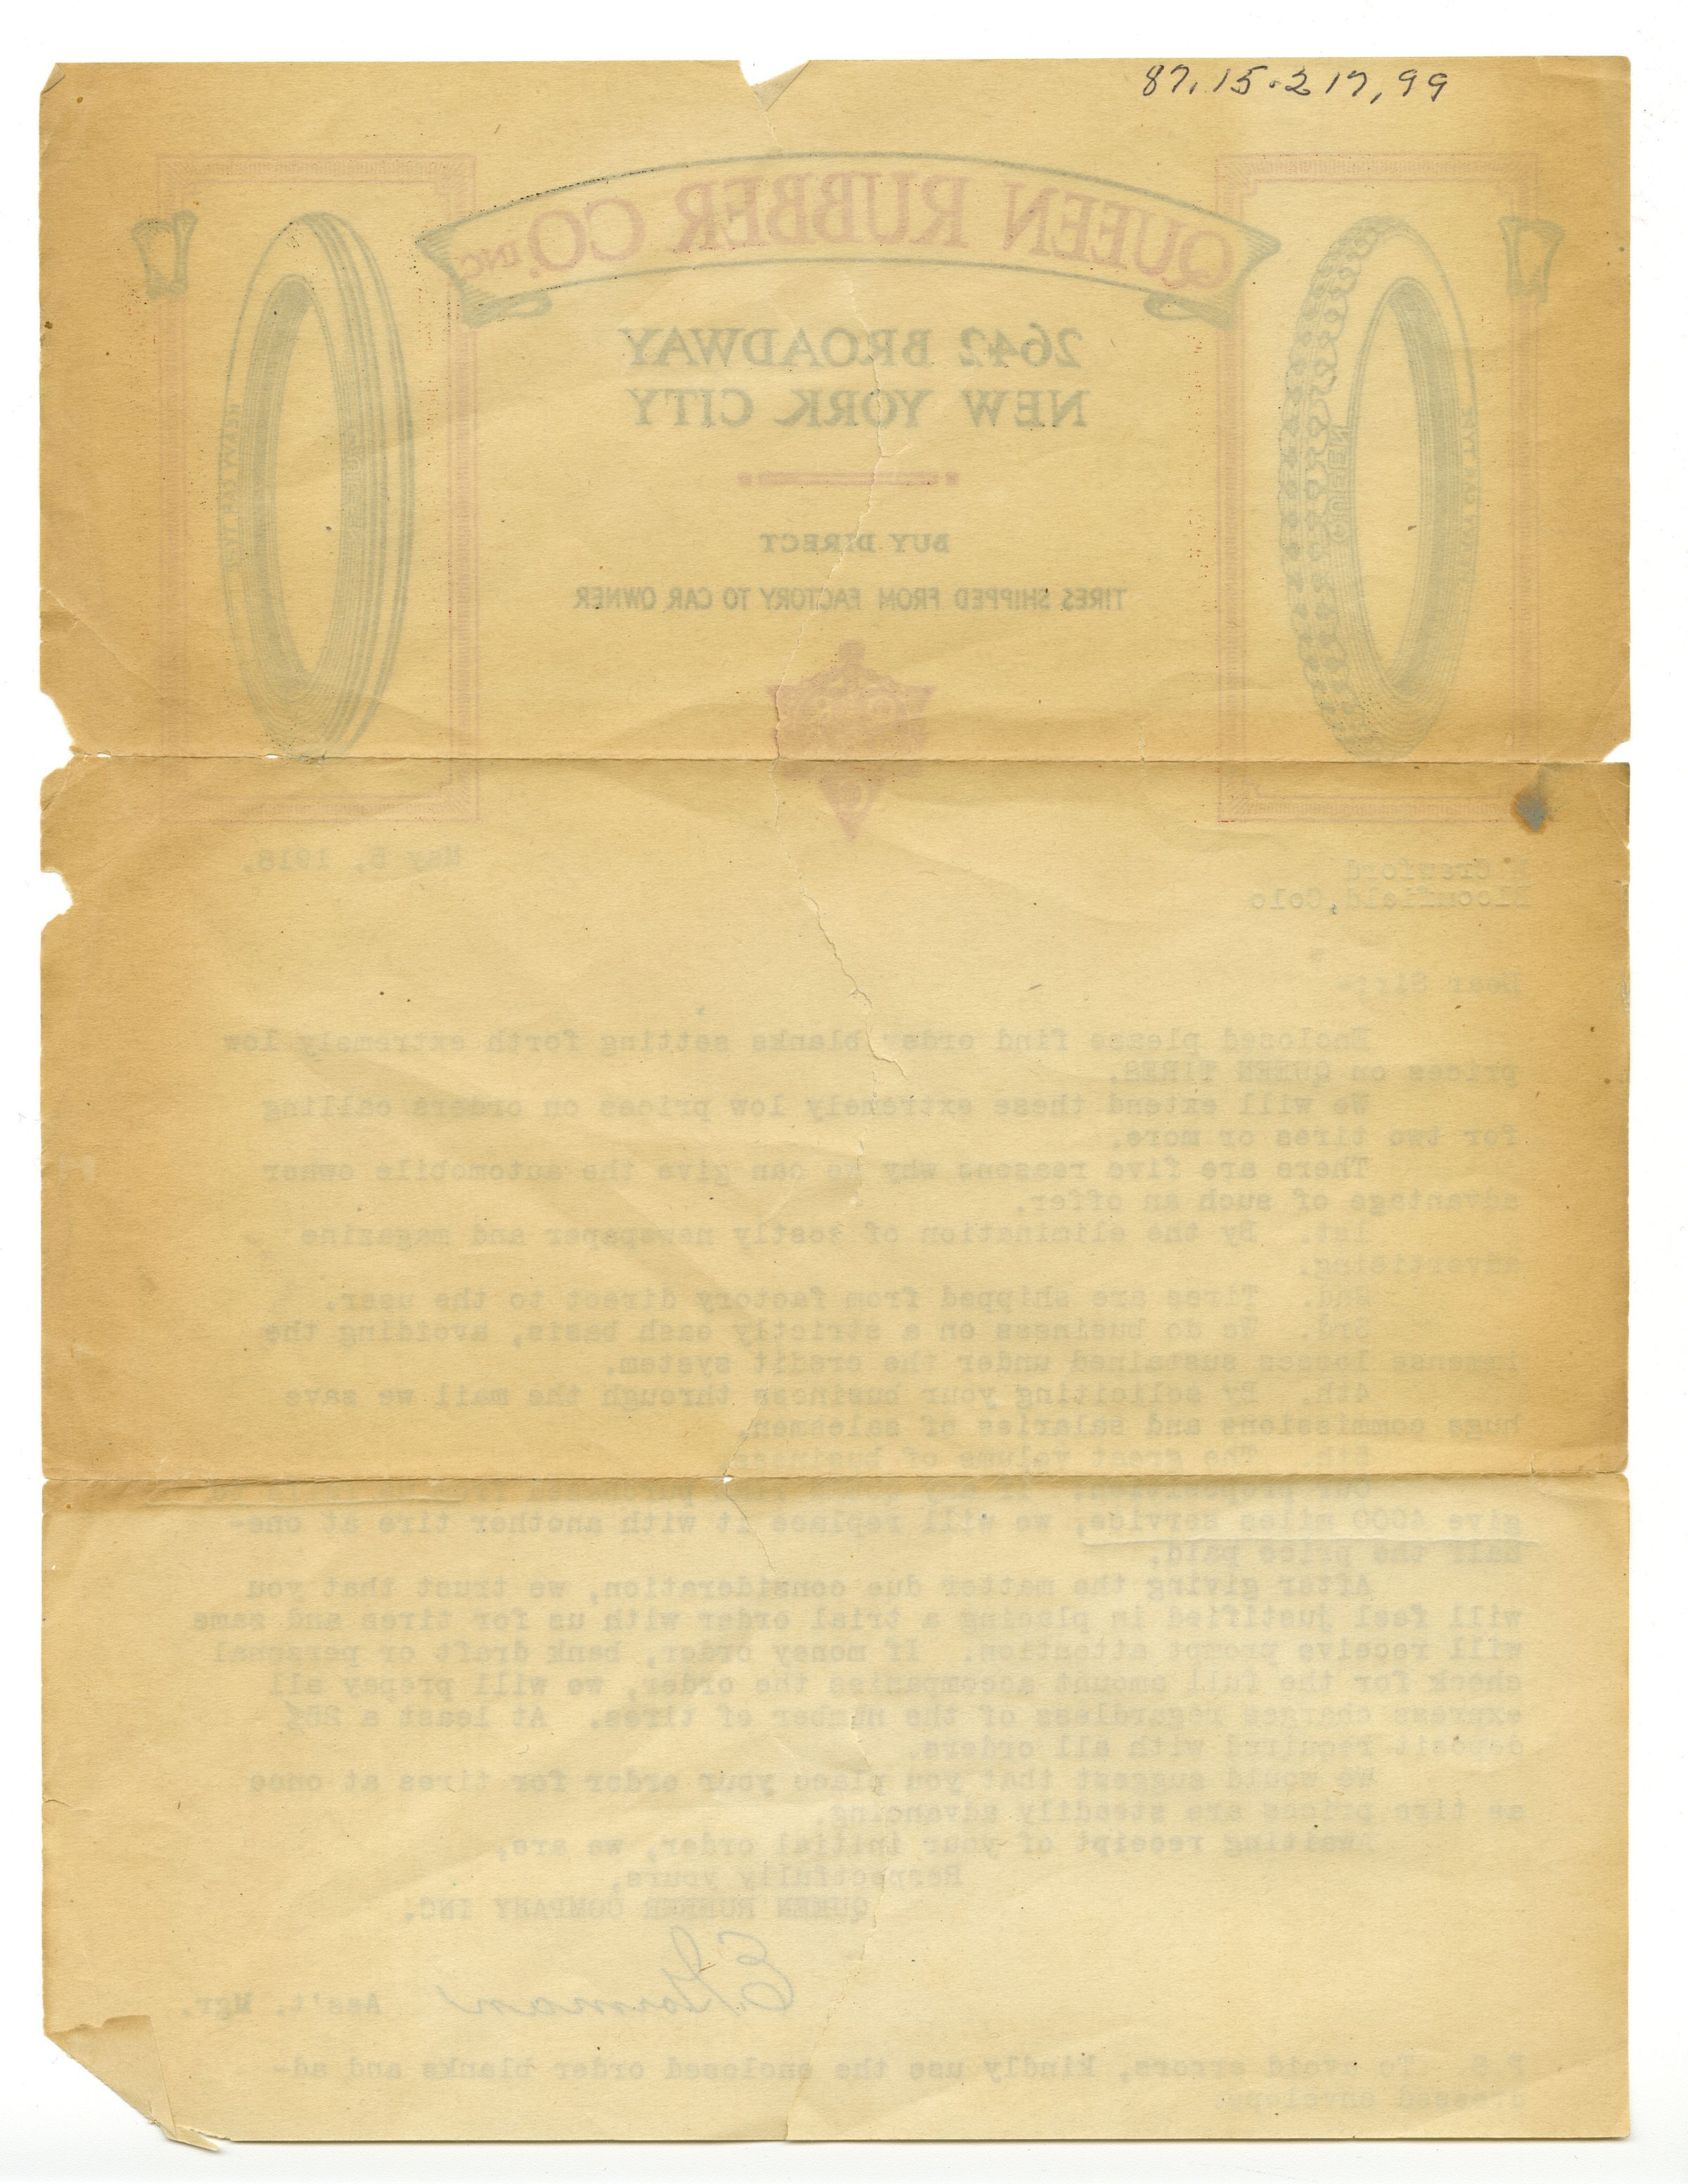 87.15.217,99
QUEEN RUBBER CO. INC.
2642 BROADWAY
NEW YORK CITY
BUY DIRECT
TIRES SHIPPED FROM FACTORY TO CAR OWNER
QUEEN
QUEEN
HEAVY CAR TYPE
HEAVY CAR TYPE
May 1918.
Crawford
Bloomfield, Colo
Dear Sir:-
Enclosed please find order blanks setting forth extremely low
prices on QUEEN TIRES.
We will extend these extremely low prices on orders calling
for two tires or more.
There are five reasons why we can give the automobile owner
advantage of such an offer.
1st. By the elimination of costly newspaper and magazine
advertising.
2nd. Tires are shipped from factory direct to the user.
3rd. We do business on a strictly cash basis, avoiding the
immense losses sustained under the credit system.
4th. By soliciting your business through the mail we save
huge commissions and salaries of salesmen.
5th. The great volume of business.
Our proposition: If any
give 4000 miles service, we will replace it with another tire at one-
half the price paid.
After giving the matter due consideration, we trust that you
will feel justified in placing a trial order with us for tires and same
will receive prompt attention. If money order, bank draft or personal
check for the full amount accompanies the order, we will prepay all
express charges regardless of the number of tires. At least a 25%
deposit required with all orders.
We would suggest that you place your order for tires at once
as tire prices are steadily advancing.
Awaiting receipt of your initial order, we are,
Respectfully yours,
QUEEN RUBBER COMPANY INC.
Ass't. Mgr.
P.S. To avoid errors, kindly use the enclosed order blanks and ad-
dressed envelope.